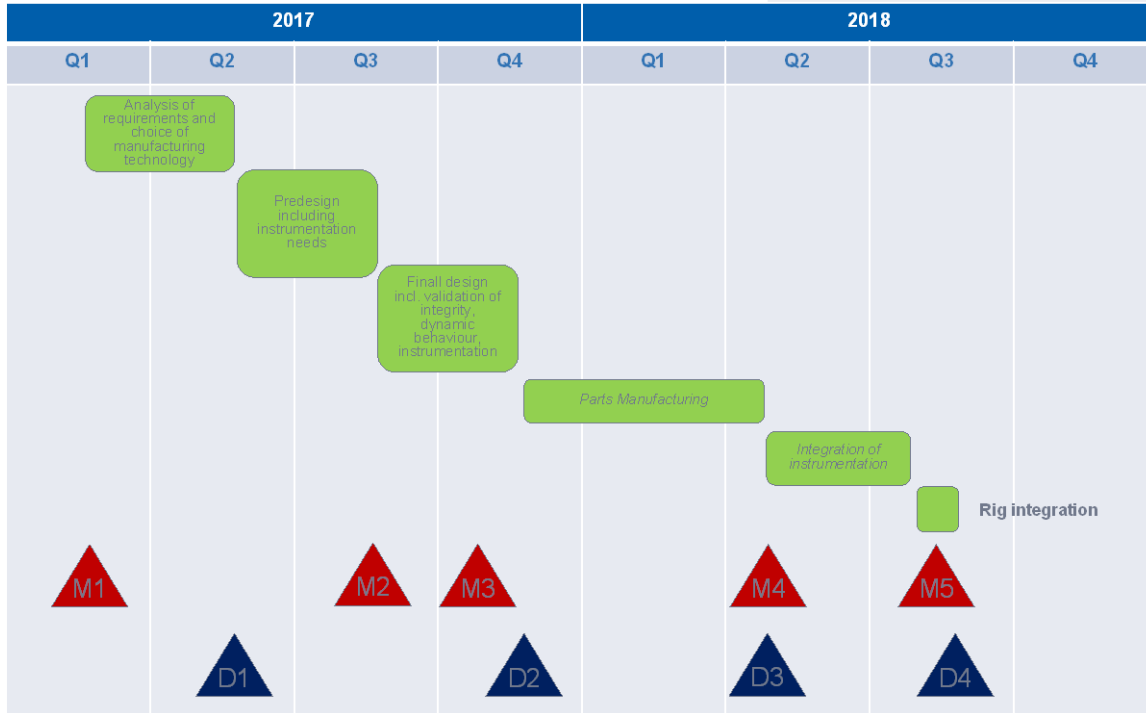 2017 2018
Q1 Q2 Q3 Q4 Q1 Q2 Q3 Q4
Analysis of
requirements and
choice of
manufacturing
technology
Predesign
including
instrumentation
needs
Finall design
incl. validation of
integrity,
dynamic
behaviour,
instrumentation
Parts Manufacturing
Integration of
instrumentation
Rig integration
M1 M2 M3 M4 M5
D1 D2 D3 D4